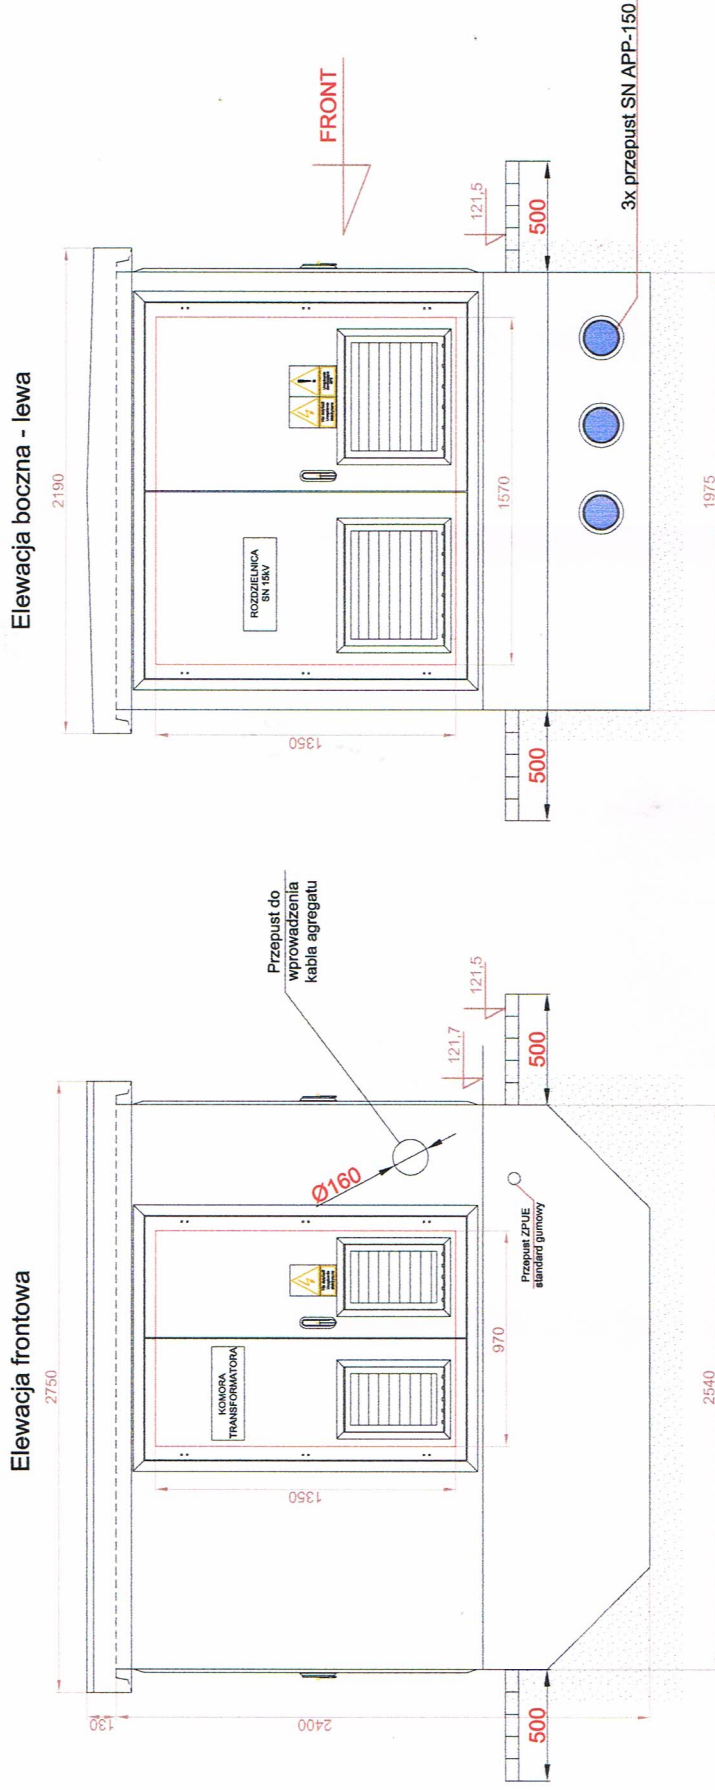 Elewacja frontowa
2750
130
2400
1350
KOMORA
TRANSFORMATORA
970
Ø160
Przepust do
wprowadzenia
kabla agregatu
Przepust ZPUE
standard gumowy
121,7
121,5
500
500
2540
Elewacja boczna - lewa
2190
1350
ROZDZIELNICA
SN 15kV
1570
FRONT
121,5
500
500
3x przepust SN APP-150
1975